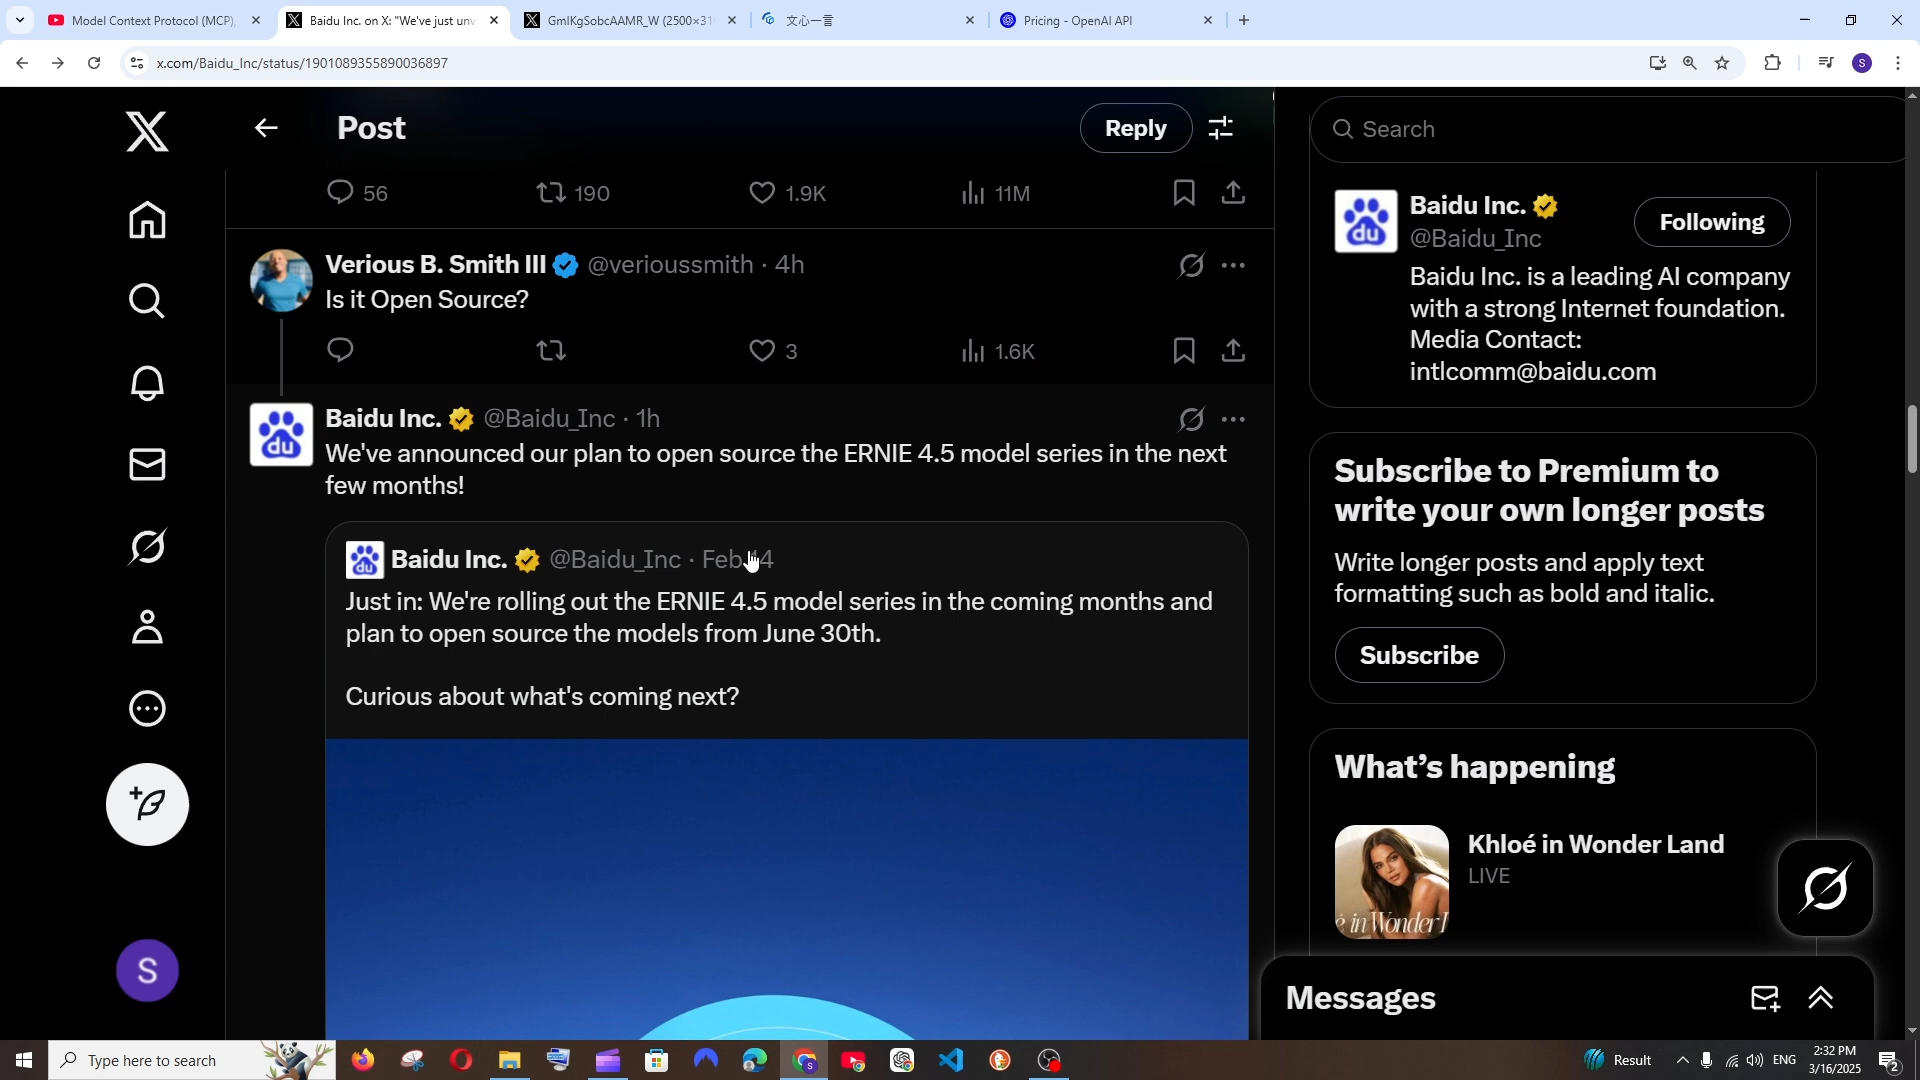 Model Context Protocol (MCP),
Baidu Inc. on X: "We've just unv
GmIKgSobcAAMR_W (2500×31
文心一言
Pricing - OpenAI API
x.com/Baidu_Inc/status/1901089355890036897
S
Post
Reply
Search
56
190
1.9K
11M
Verious B. Smith III @verioussmith · 4h
Is it Open Source?
3
1.6K
du
Baidu Inc. @Baidu_Inc · 1h
We've announced our plan to open source the ERNIE 4.5 model series in the next
few months!
du
Baidu Inc. @Baidu_Inc ·
Just in: We're rolling out the ERNIE 4.5 model series in the coming months and
plan to open source the models from June 30th.
Curious about what's coming next?
du
Baidu Inc.
@Baidu_Inc
Following
Baidu Inc. is a leading AI company
with a strong Internet foundation.
Media Contact:
intlcomm@baidu.com
Subscribe to Premium to
write your own longer posts
Write longer posts and apply text
formatting such as bold and italic.
Subscribe
What's happening
Khloé in Wonder Land
LIVE
Messages
S
Type here to search
Result
ENG
2:32 PM
3/16/2025
2